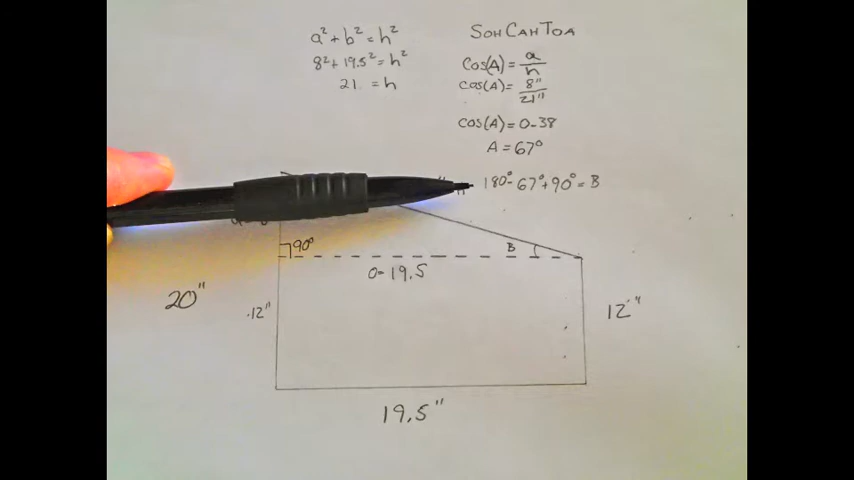 a² + b² = h²
8² + 19.5² = h²
21 = h
SOHCAHTOA
COS(A) = a/h
COS(A) = 8"/21"
COS(A) = 0.38
A = 67°
180° - 67° + 90° = B
90°
B
0 - 19.5
20"
12"
12"
19.5"